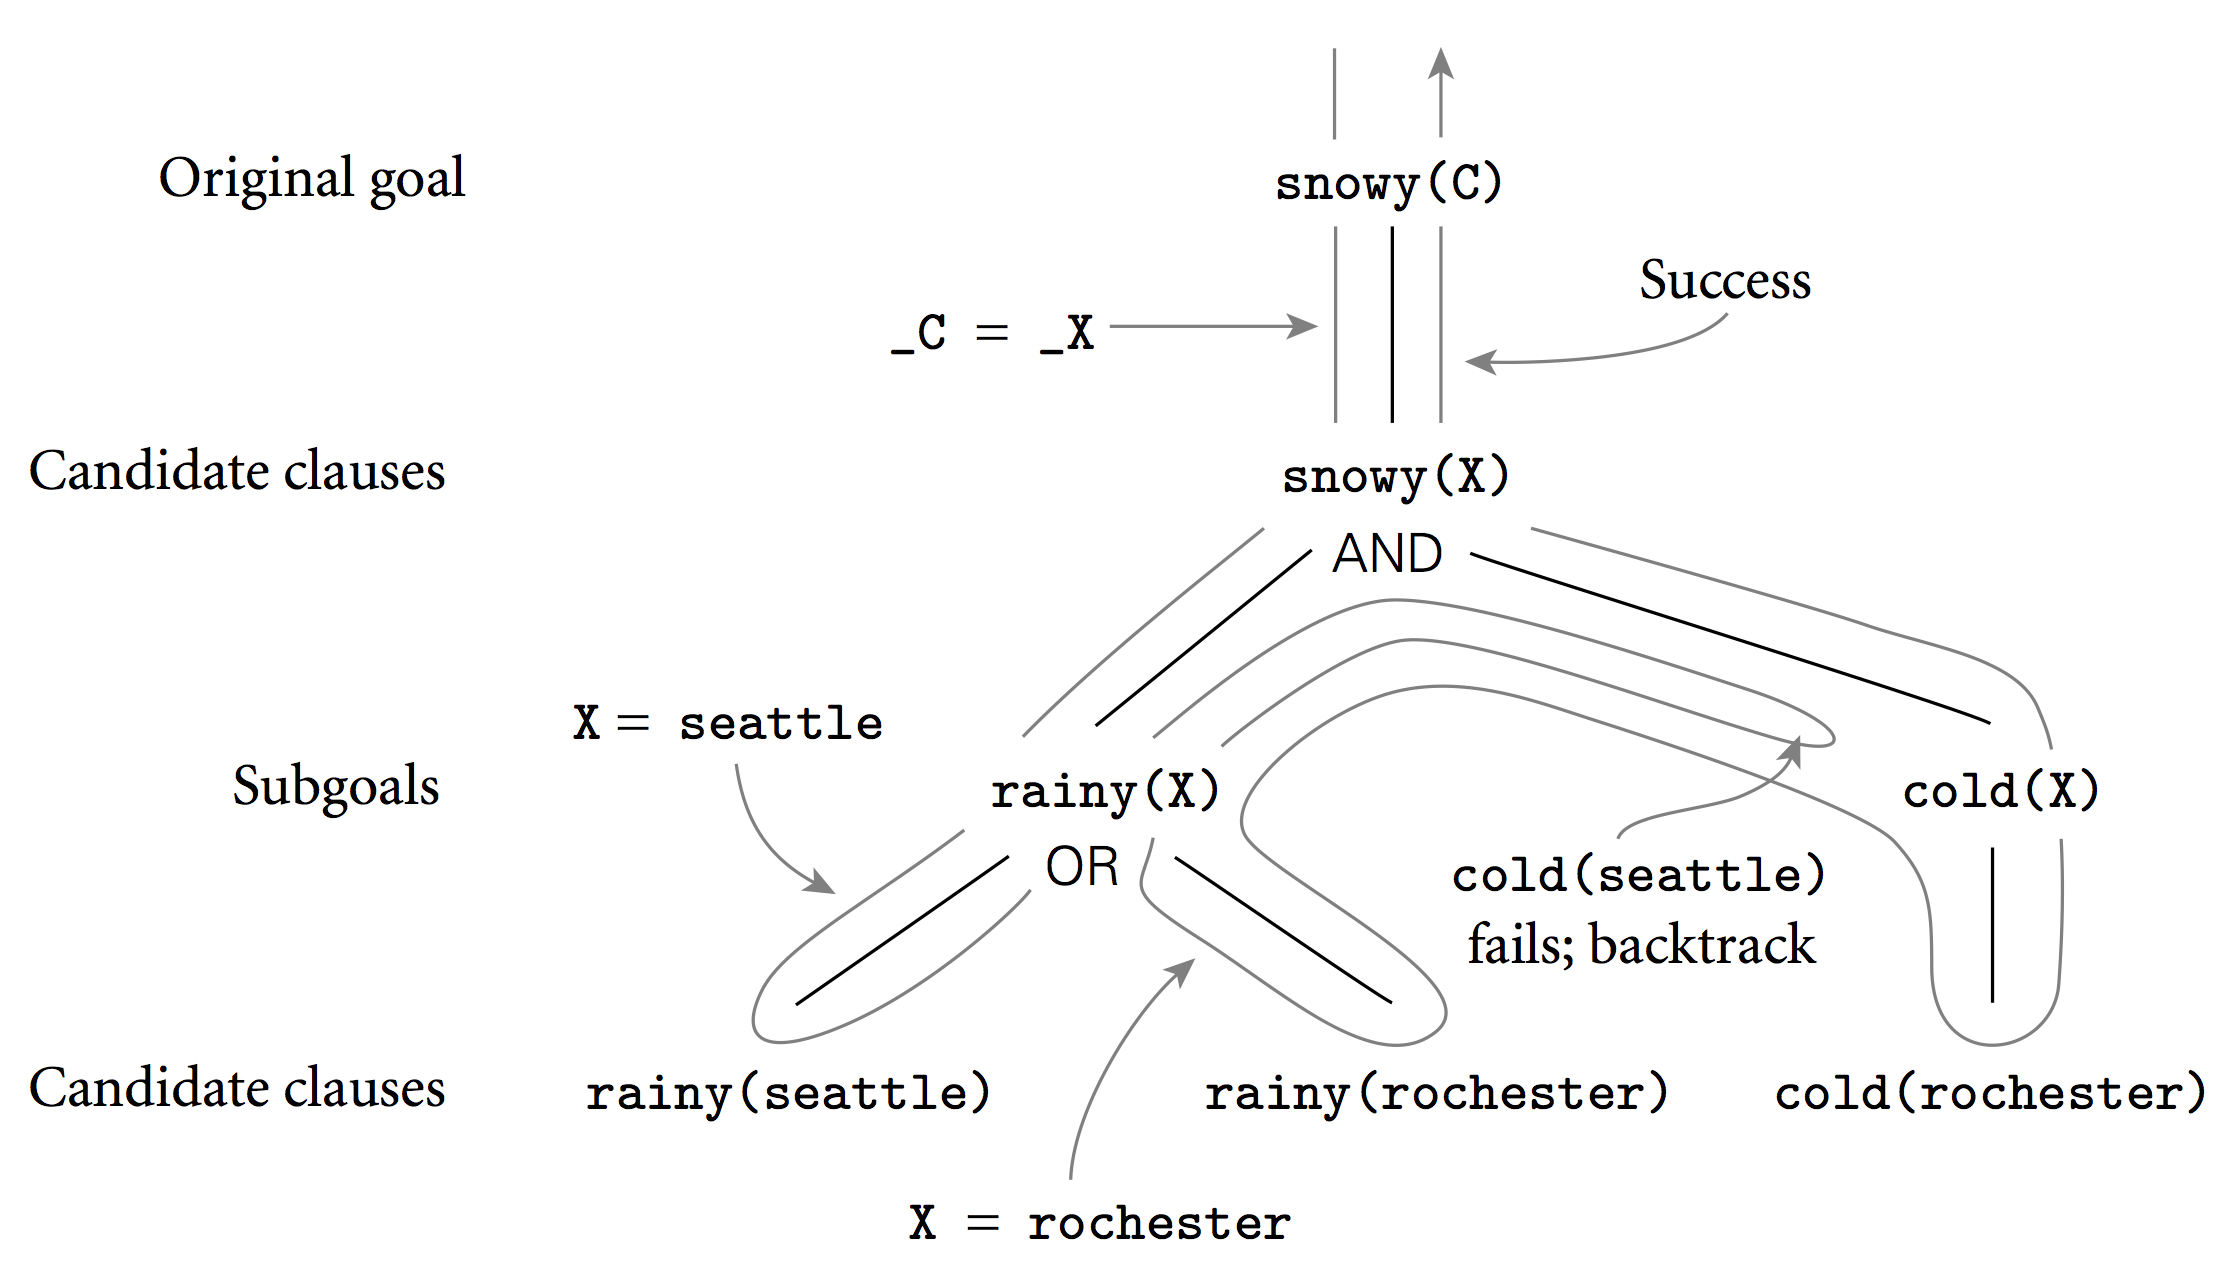 Original goal
snowy(C)
Success
_C = _X
Candidate clauses
snowy(X)
AND
X = seattle
Subgoals
rainy(X)
cold(X)
OR
cold(seattle)
fails; backtrack
Candidate clauses
rainy(seattle)
rainy(rochester)
cold(rochester)
X = rochester